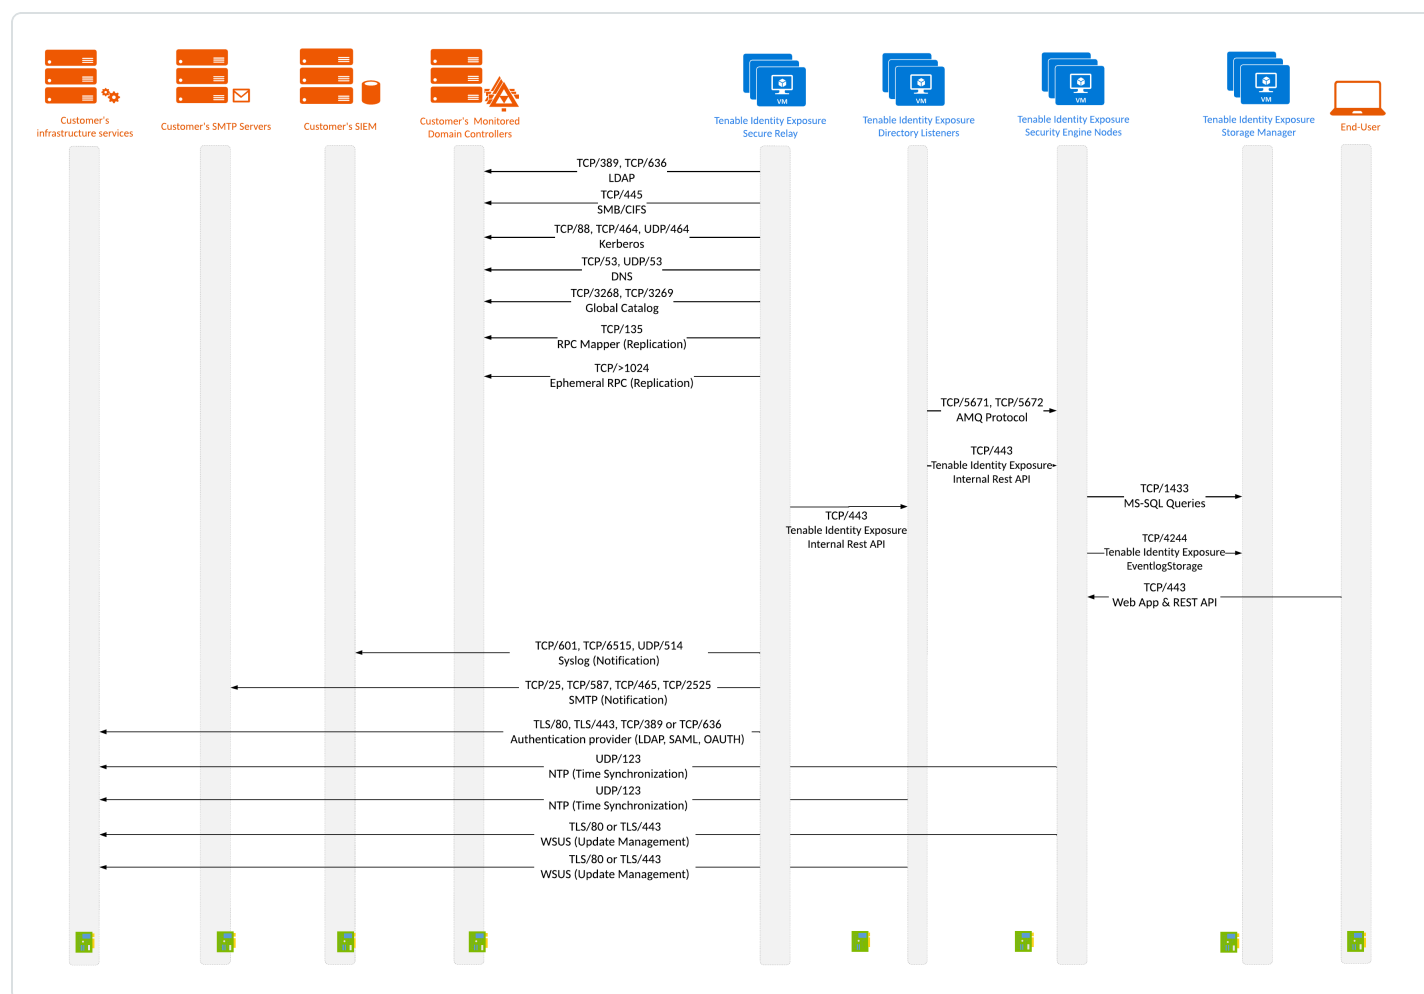 VM
VM
VM
VM
Customer's
infrastructure services
Customer's SMTP Servers
Customer's SIEM
Customer's Monitored
Domain Controllers
Tenable Identity Exposure
Secure Relay
Tenable Identity Exposure
Directory Listeners
Tenable Identity Exposure
Security Engine Nodes
Tenable Identity Exposure
Storage Manager
End-User
TCP/389, TCP/636
LDAP
TCP/445
SMB/CIFS
TCP/88, TCP/464, UDP/464
Kerberos
TCP/53, UDP/53
DNS
TCP/3268, TCP/3269
Global Catalog
TCP/135
RPC Mapper (Replication)
TCP/>1024
Ephemeral RPC (Replication)
TCP/5671, TCP/5672
AMQ Protocol
TCP/443
Tenable Identity Exposure
Internal Rest API
TCP/1433
MS-SQL Queries
TCP/443
Tenable Identity Exposure
Internal Rest API
TCP/4244
Tenable Identity Exposure
EventlogStorage
TCP/443
Web App & REST API
TCP/601, TCP/6515, UDP/514
Syslog (Notification)
TCP/25, TCP/587, TCP/465, TCP/2525
SMTP (Notification)
TLS/80, TLS/443, TCP/389 or TCP/636
Authentication provider (LDAP, SAML, OAUTH)
UDP/123
NTP (Time Synchronization)
UDP/123
NTP (Time Synchronization)
TLS/80 or TLS/443
WSUS (Update Management)
TLS/80 or TLS/443
WSUS (Update Management)